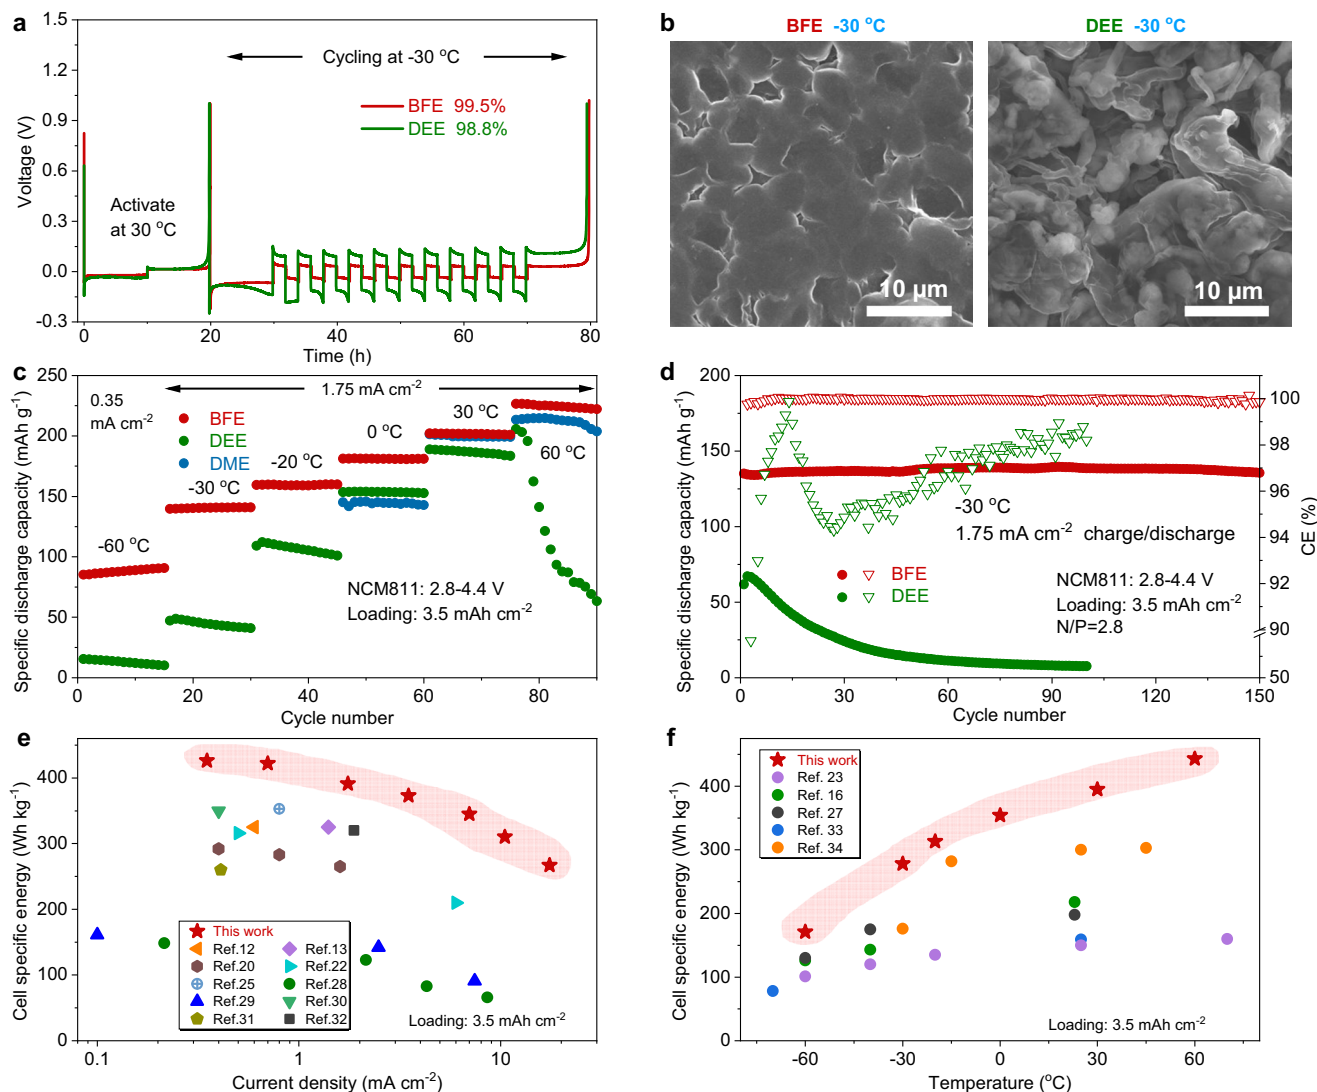 a
1.5
1.2
0.9
0.6
0.3
0.0
-0.3
Voltage (V)
Cycling at -30 °C
BFE 99.5%
DEE 98.8%
Activate
at 30 °C
0 20 40 60 80
Time (h)
b
BFE -30 °C
DEE -30 °C
10 µm
10 µm
c
250
200
150
100
50
0
Specific discharge capacity (mAh g⁻¹)
0.35
mA cm⁻²
1.75 mA cm⁻²
BFE
DEE
DME
-60 °C
-30 °C
-20 °C
0 °C
30 °C
60 °C
NCM811: 2.8-4.4 V
Loading: 3.5 mAh cm⁻²
0 20 40 60 80
Cycle number
d
200
150
100
50
0
Specific discharge capacity (mAh g⁻¹)
100
98
96
94
92
90
50
CE (%)
-30 °C
1.75 mA cm⁻² charge/discharge
BFE
DEE
NCM811: 2.8-4.4 V
Loading: 3.5 mAh cm⁻²
N/P=2.8
0 30 60 90 120 150
Cycle number
e
400
300
200
100
0
Cell specific energy (Wh kg⁻¹)
This work
Ref.12
Ref.13
Ref.20
Ref.22
Ref.25
Ref.28
Ref.29
Ref.30
Ref.31
Ref.32
Loading: 3.5 mAh cm⁻²
0.1 1 10
Current density (mA cm⁻²)
f
400
300
200
100
0
Cell specific energy (Wh kg⁻¹)
This work
Ref. 23
Ref. 16
Ref. 27
Ref. 33
Ref. 34
Loading: 3.5 mAh cm⁻²
-60 -30 0 30 60
Temperature (°C)